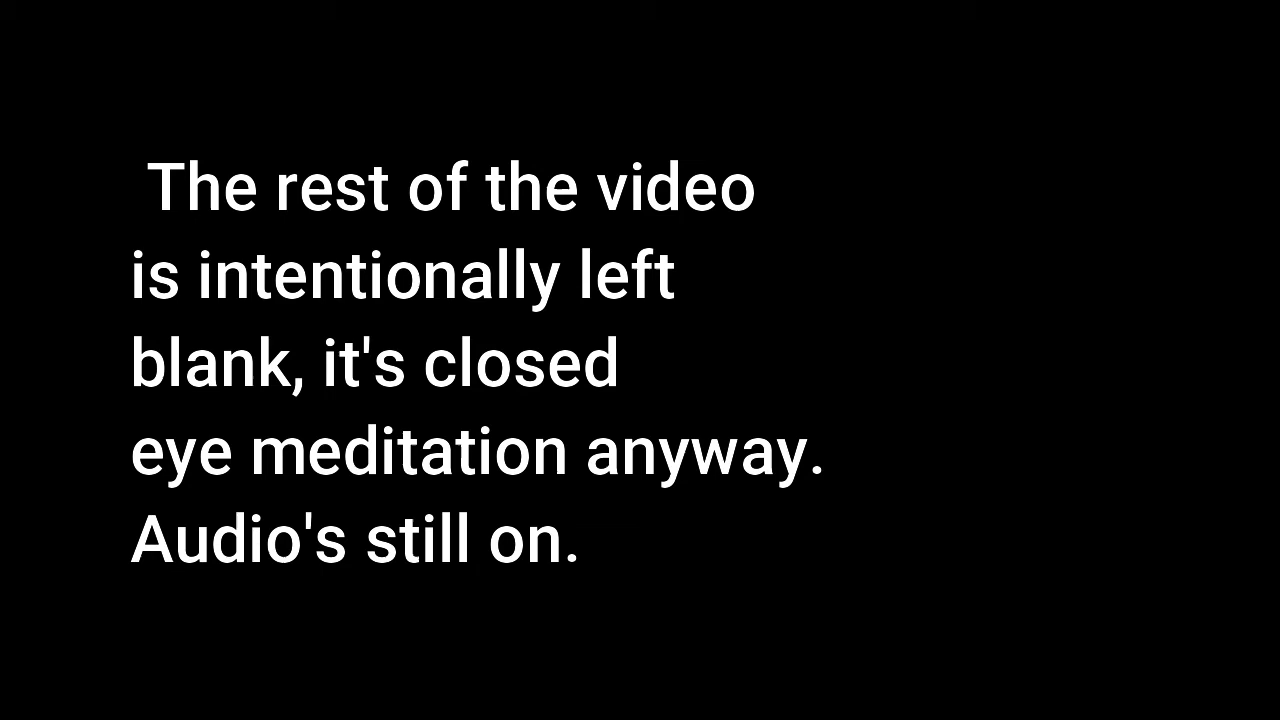 The rest of the video
is intentionally left
blank, it's closed
eye meditation anyway.
Audio's still on.